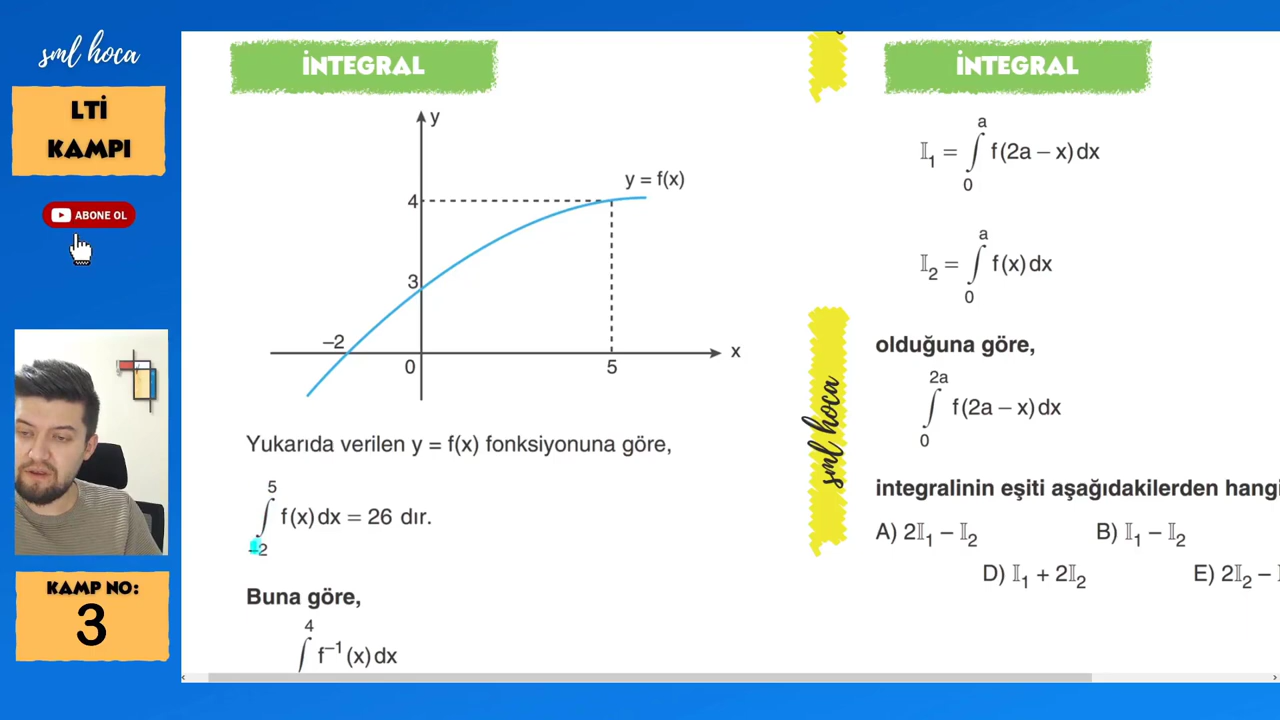 sml hoca
LTİ
KAMPI
ABONE OL
KAMP NO:
3
İNTEGRAL
y
y = f(x)
4
3
–2
0
5
x
Yukarıda verilen y = f(x) fonksiyonuna göre,
5
∫ f(x) dx = 26 dır.
–2
Buna göre,
4
∫ f⁻¹(x) dx
sml hoca
İNTEGRAL
a
𝕀₁ = ∫ f(2a – x) dx
0
a
𝕀₂ = ∫ f(x) dx
0
olduğuna göre,
2a
∫ f(2a – x) dx
0
integralinin eşiti aşağıdakilerden hangi
A) 2𝕀₁ – 𝕀₂ B) 𝕀₁ – 𝕀₂
D) 𝕀₁ + 2𝕀₂ E) 2𝕀₂ –